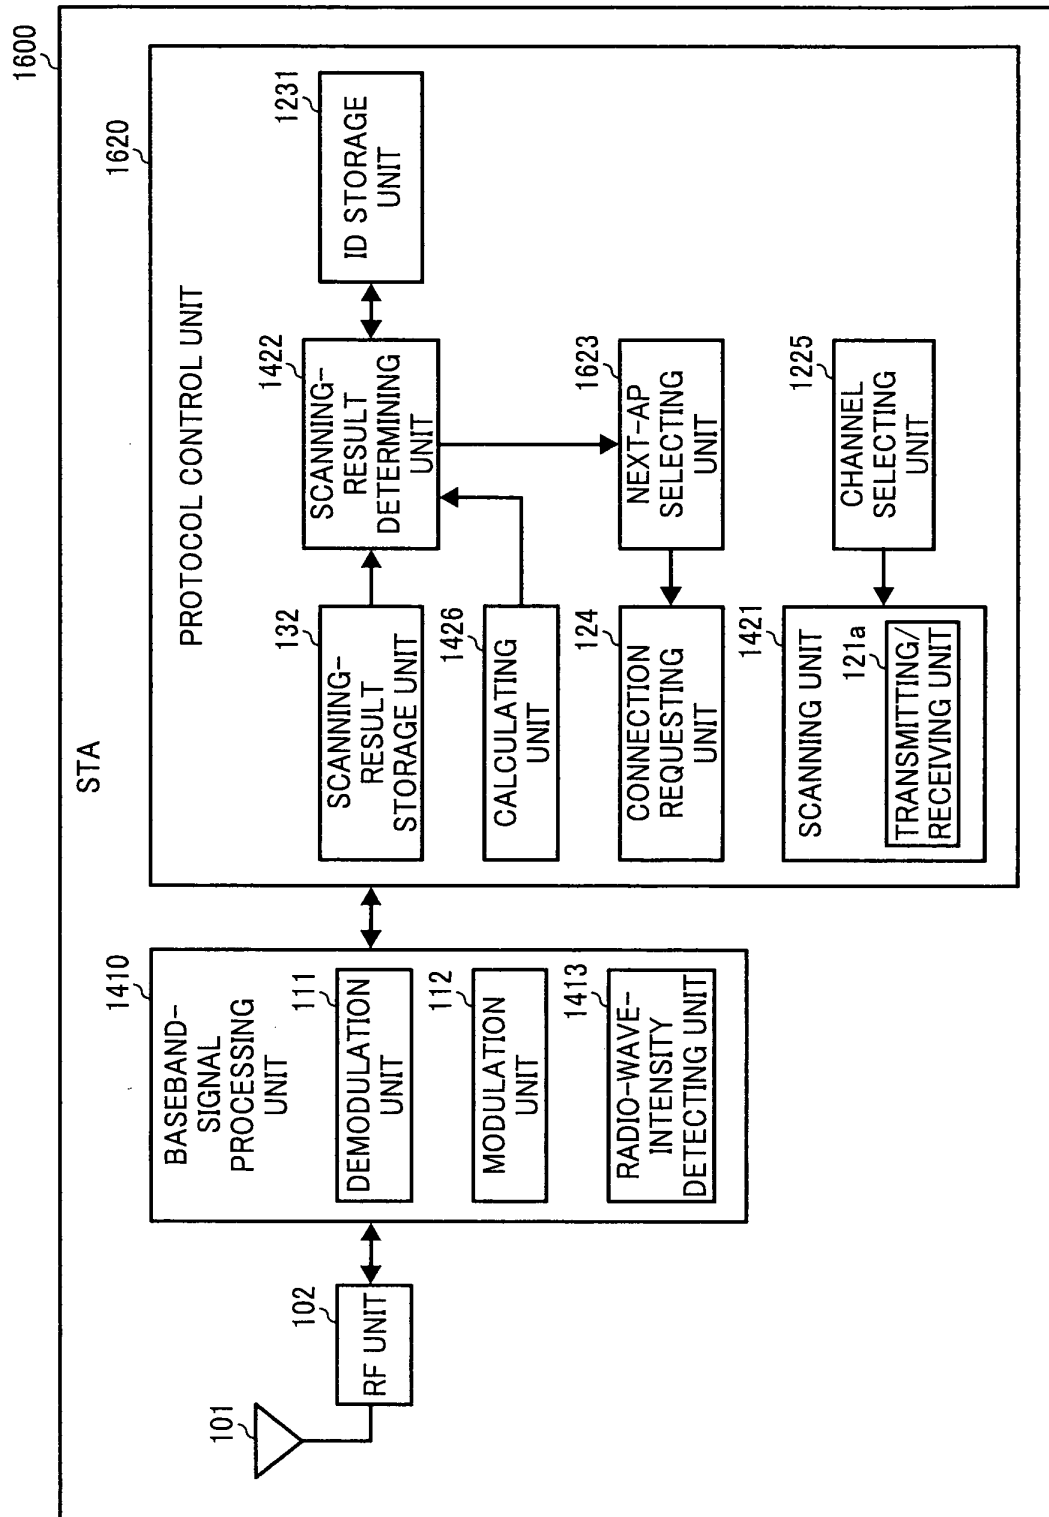 1600
STA
101
102
RF UNIT
1410
BASEBAND-
SIGNAL
PROCESSING
UNIT
111
DEMODULATION
UNIT
112
MODULATION
UNIT
1413
RADIO-WAVE-
INTENSITY
DETECTING UNIT
1620
PROTOCOL CONTROL UNIT
132
SCANNING-
RESULT
STORAGE UNIT
1422
SCANNING-
RESULT
DETERMINING
UNIT
1231
ID STORAGE
UNIT
1426
CALCULATING
UNIT
124
CONNECTION
REQUESTING
UNIT
1623
NEXT-AP
SELECTING
UNIT
1421
SCANNING UNIT
121a
TRANSMITTING/
RECEIVING UNIT
1225
CHANNEL
SELECTING
UNIT